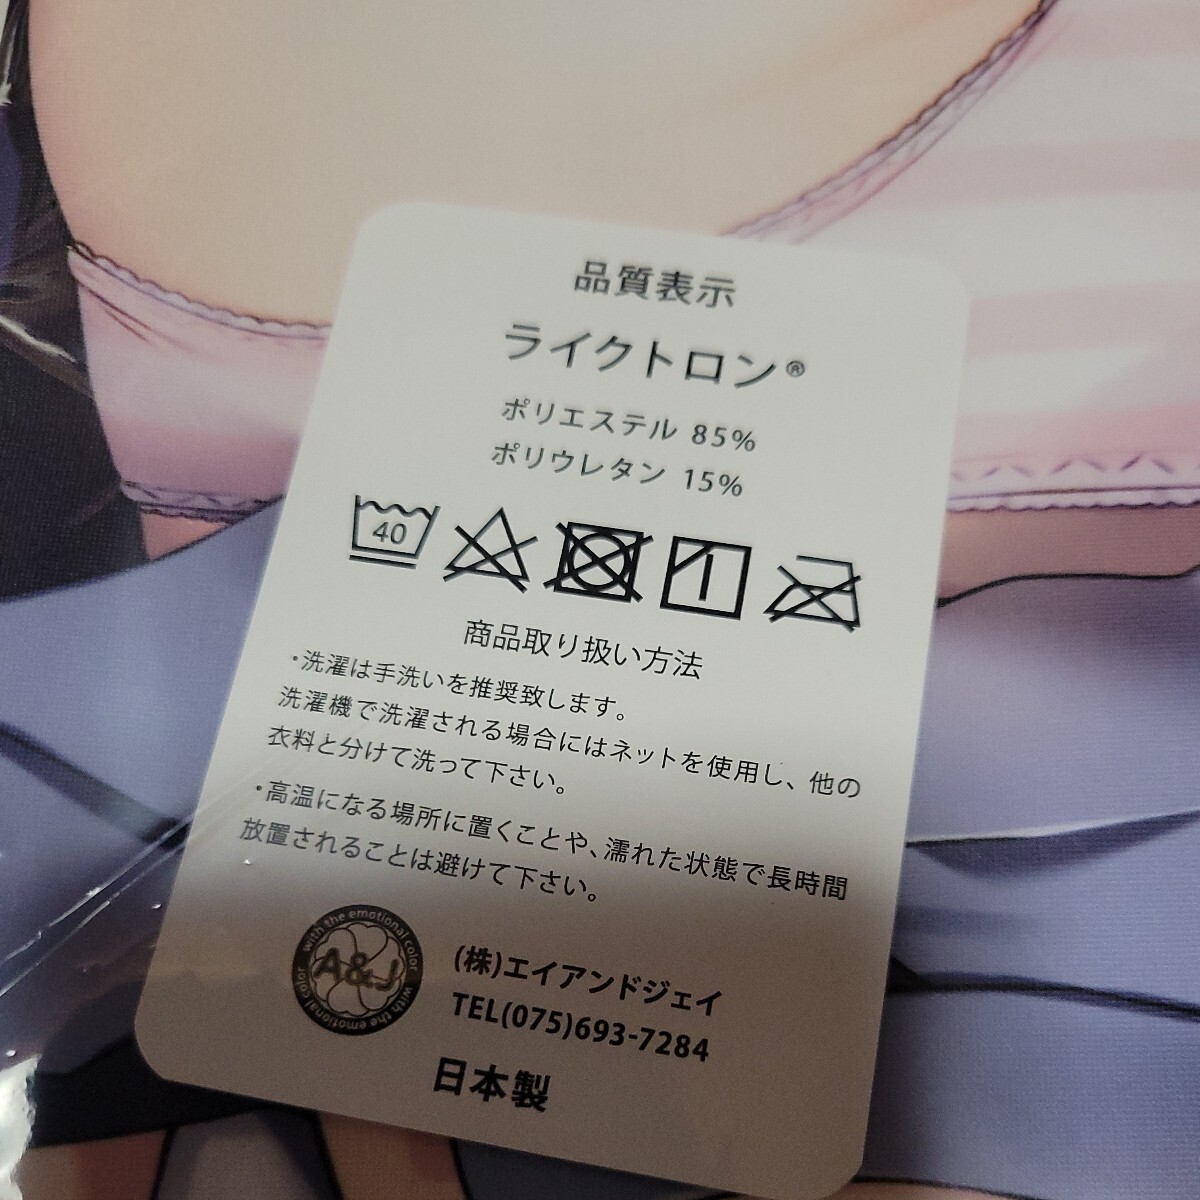 品質表示
ライクトロン®
ポリエステル 85%
ポリウレタン 15%
40
商品取り扱い方法
・洗濯は手洗いを推奨致します。
洗濯機で洗濯される場合にはネットを使用し、他の
衣料と分けて洗って下さい。
・高温になる場所に置くことや、濡れた状態で長時間
放置されることは避けて下さい。
with the emotional color
A&J
with the emotional color
(株)エイアンドジェイ
TEL(075)693-7284
日本製